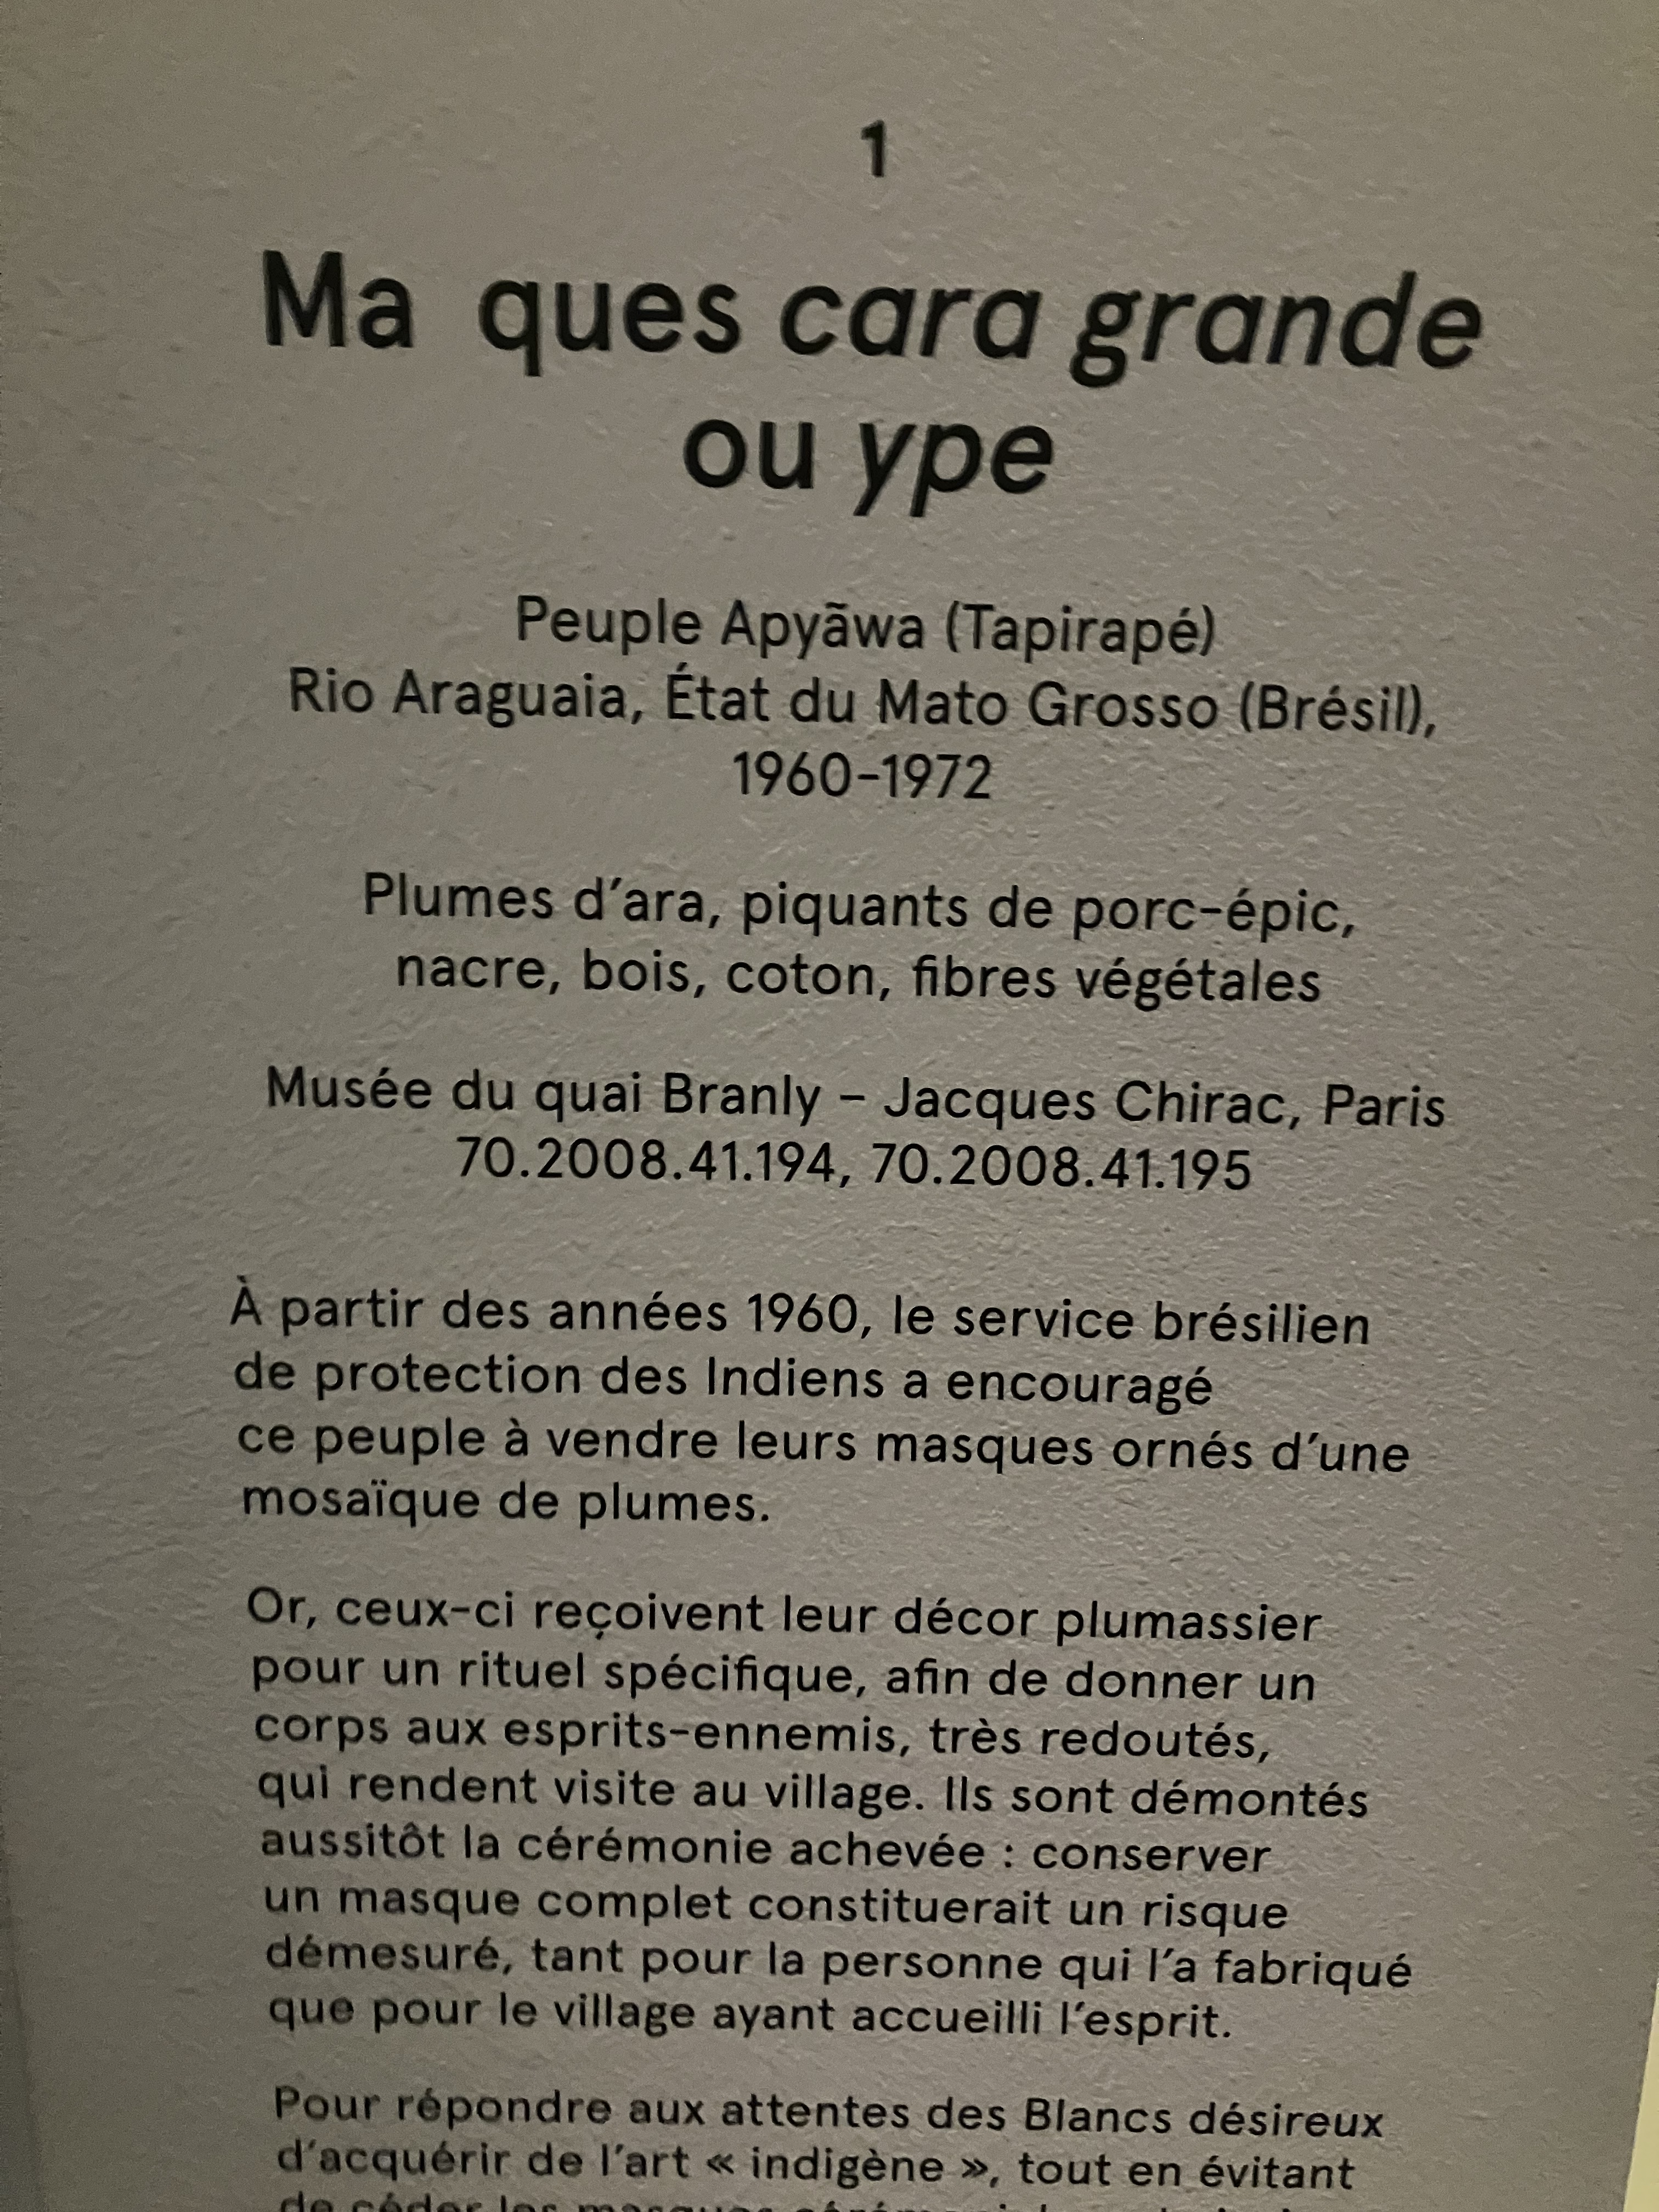 1
Ma ques cara grande
ou ype
Peuple Apyãwa (Tapirapé)
Rio Araguaia, État du Mato Grosso (Brésil),
1960-1972
Plumes d’ara, piquants de porc-épic,
nacre, bois, coton, fibres végétales
Musée du quai Branly – Jacques Chirac, Paris
70.2008.41.194, 70.2008.41.195
À partir des années 1960, le service brésilien
de protection des Indiens a encouragé
ce peuple à vendre leurs masques ornés d’une
mosaïque de plumes.
Or, ceux-ci reçoivent leur décor plumassier
pour un rituel spécifique, afin de donner un
corps aux esprits-ennemis, très redoutés,
qui rendent visite au village. Ils sont démontés
aussitôt la cérémonie achevée : conserver
un masque complet constituerait un risque
démesuré, tant pour la personne qui l’a fabriqué
que pour le village ayant accueilli l’esprit.
Pour répondre aux attentes des Blancs désireux
d’acquérir de l’art « indigène », tout en évitant
de céder les masques